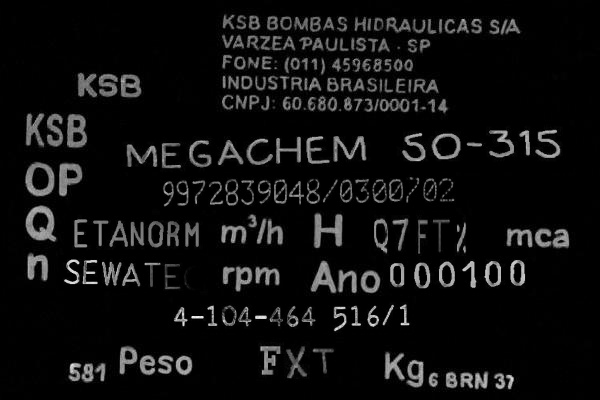 KSB BOMBAS HIDRAULICAS S/A
VARZEA PAULISTA - SP
FONE: (011) 45968500
INDUSTRIA BRASILEIRA
CNPJ: 60.680.873/0001-14
KSB
KSB MEGACHEM 50-315
OP 9972839048/0300702
Q ETANORM m³/h H Q7FT% mca
n SEWATEC rpm Ano 000100
4-104-464 516/1
581 Peso FXT Kg 6 BRN 37